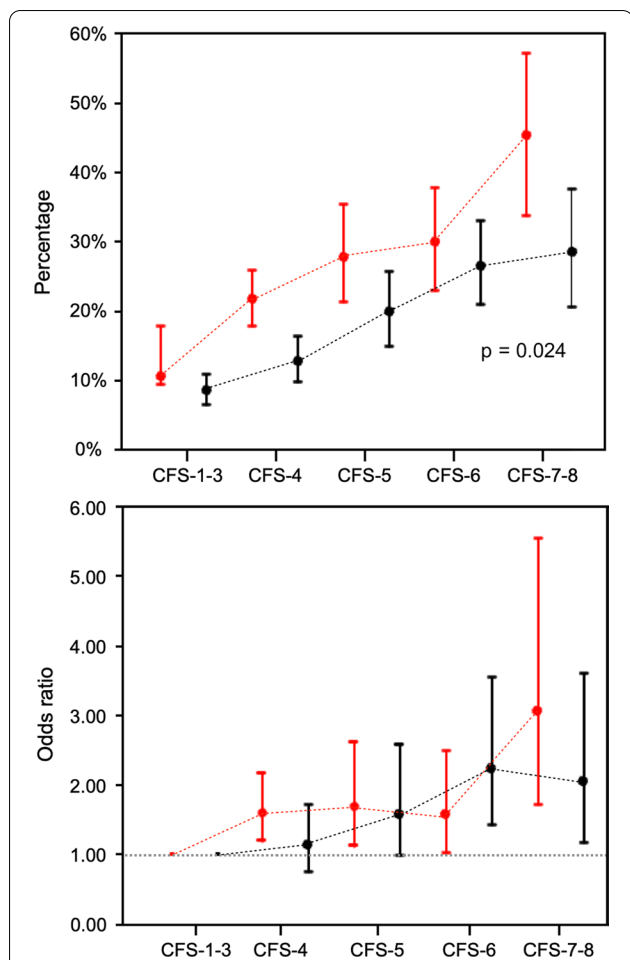 60%
50%
40%
30%
20%
10%
0%
Percentage
p = 0.024
CFS-1-3 CFS-4 CFS-5 CFS-6 CFS-7-8
6.00
5.00
4.00
3.00
2.00
1.00
0.00
Odds ratio
CFS-1-3 CFS-4 CFS-5 CFS-6 CFS-7-8